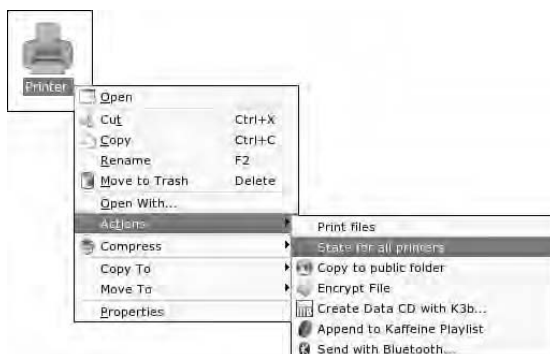 Printer
Open
Cut Ctrl+X
Copy Ctrl+C
Rename F2
Move to Trash Delete
Open With...
Actions
Compress
Copy To
Move To
Properties
Print files
State for all printers
Copy to public folder
Encrypt File
Create Data CD with K3b...
Append to Kaffeine Playlist
Send with Bluetooth...